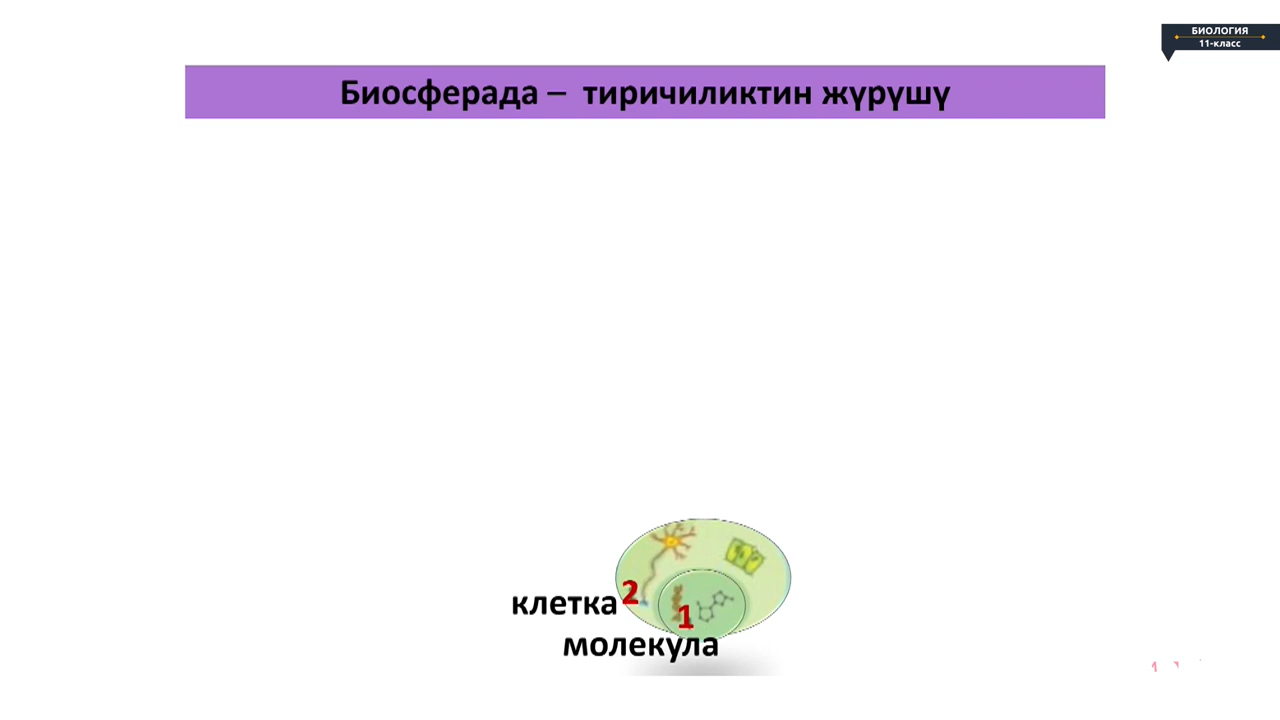 БИОЛОГИЯ
11-класс
Биосферада – тиричиликтин жүрүшү
клетка 2
1
молекула